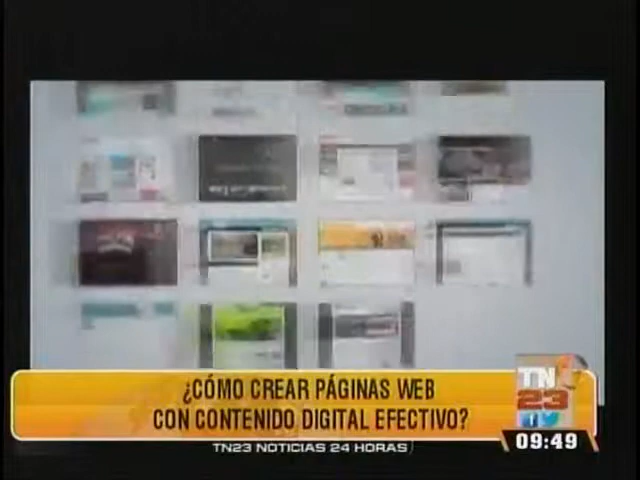 ¿CÓMO CREAR PÁGINAS WEB
CON CONTENIDO DIGITAL EFECTIVO?
TN
23
f
09:49
TN23 NOTICIAS 24 HORAS